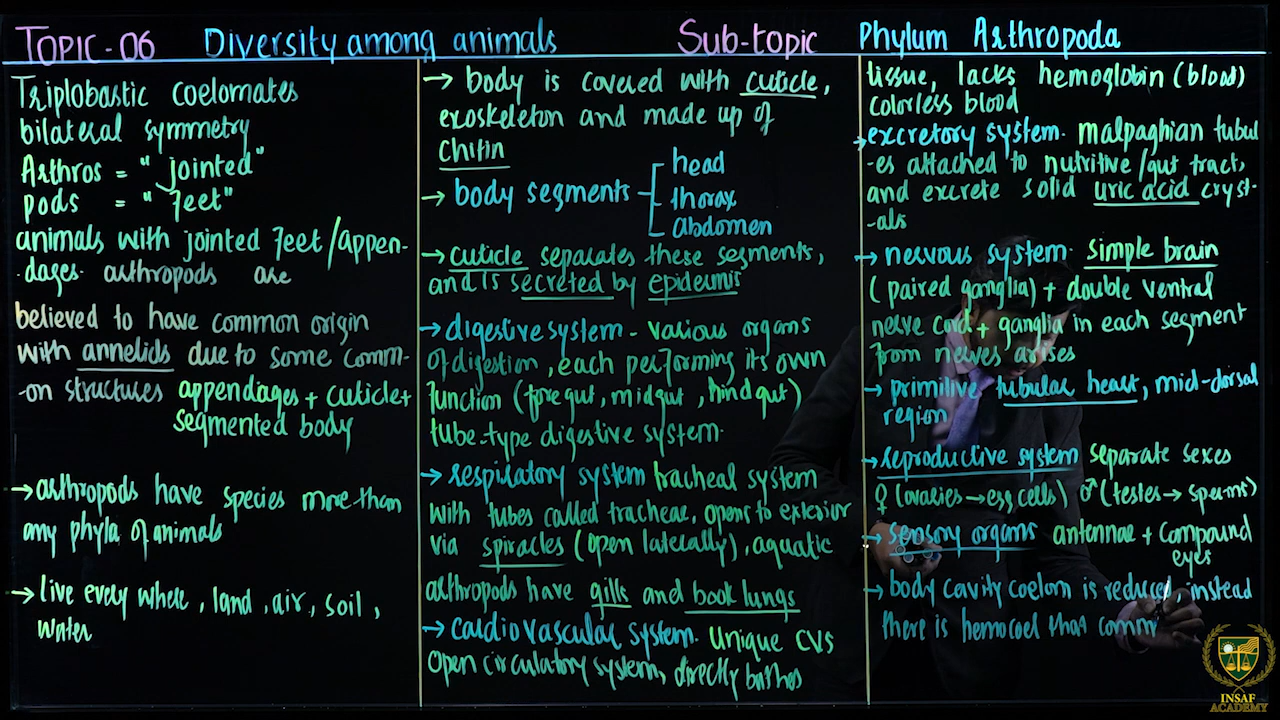 TOPIC-06 Diversity among animals Sub-topic Phylum Arthropoda
Triplobastic coelomates
bilateral symmetry
Arthros = "jointed"
pods = "feet"
animals with jointed feet/appen-
-dages. arthropods are
believed to have common origin
with annelids due to some comm-
-on structures appendages + cuticle+
segmented body
→ arthropods have species more than
any phyla of animals
→ live every where, land, air, soil,
water
→ body is covered with cuticle,
exoskeleton and made up of
Chitin
→ body segments
head
thorax
abdomen
→ cuticle separates these segments,
and is secreted by epidermis
→ digestive system - various organs
of digestion, each performing its own
function (foregut, midgut, hindgut)
tube-type digestive system.
→ respiratory system tracheal system
with tubes called tracheae, opens to exterior
via spiracles (open laterally), aquatic
arthropods have gills and book lungs
→ cardiovascular system. unique CVS
open circulatory system, directly bathes
tissue, lacks hemoglobin (blood)
colorless blood
→ excretory system. malpaghian tubul
-es attached to nutritive/gut tract,
and excrete solid uric acid cryst-
-als
→ nervous system. simple brain
(paired ganglia) + double ventral
nerve cord + ganglia in each segment
from nerves arises
→ primitive tubular heart, mid-dorsal
region
→ reproductive system separate sexes
♀ (ovaries → egg cells) ♂ (testes → sperms)
→ sensory organs antennae + compound
eyes
→ body cavity coelom is reduced, instead
there is hemocoel that comm
INSAF
ACADEMY